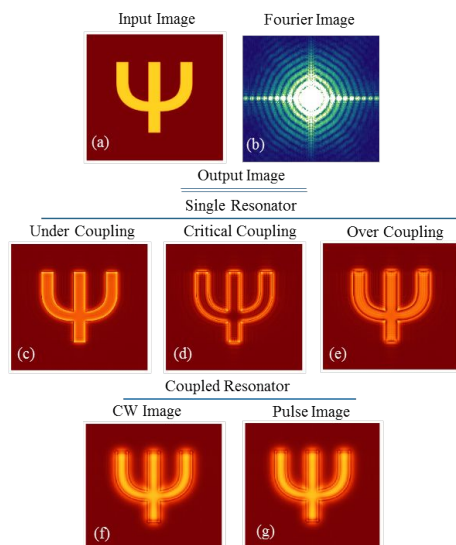 Input Image
Fourier Image
(a)
(b)
Output Image
Single Resonator
Under Coupling
Critical Coupling
Over Coupling
(c)
(d)
(e)
Coupled Resonator
CW Image
Pulse Image
(f)
(g)